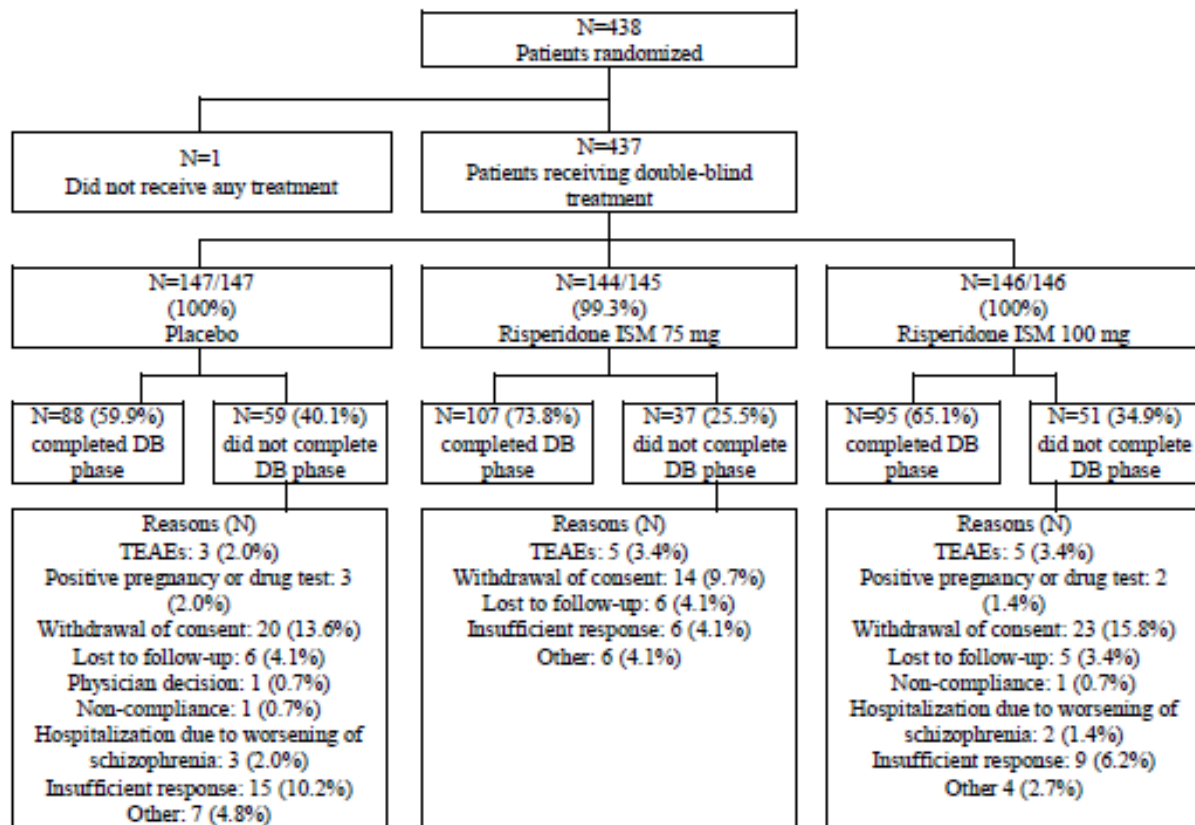 N=438
Patients randomized
N=1
Did not receive any treatment
N=437
Patients receiving double-blind
treatment
N=147/147
(100%)
Placebo
N=144/145
(99.3%)
Risperidone ISM 75 mg
N=146/146
(100%)
Risperidone ISM 100 mg
N=88 (59.9%)
completed DB
phase
N=59 (40.1%)
did not complete
DB phase
N=107 (73.8%)
completed DB
phase
N=37 (25.5%)
did not complete
DB phase
N=95 (65.1%)
completed DB
phase
N=51 (34.9%)
did not complete
DB phase
Reasons (N)
TEAEs: 3 (2.0%)
Positive pregnancy or drug test: 3
(2.0%)
Withdrawal of consent: 20 (13.6%)
Lost to follow-up: 6 (4.1%)
Physician decision: 1 (0.7%)
Non-compliance: 1 (0.7%)
Hospitalization due to worsening of
schizophrenia: 3 (2.0%)
Insufficient response: 15 (10.2%)
Other: 7 (4.8%)
Reasons (N)
TEAEs: 5 (3.4%)
Withdrawal of consent: 14 (9.7%)
Lost to follow-up: 6 (4.1%)
Insufficient response: 6 (4.1%)
Other: 6 (4.1%)
Reasons (N)
TEAEs: 5 (3.4%)
Positive pregnancy or drug test: 2
(1.4%)
Withdrawal of consent: 23 (15.8%)
Lost to follow-up: 5 (3.4%)
Non-compliance: 1 (0.7%)
Hospitalization due to worsening of
schizophrenia: 2 (1.4%)
Insufficient response: 9 (6.2%)
Other 4 (2.7%)